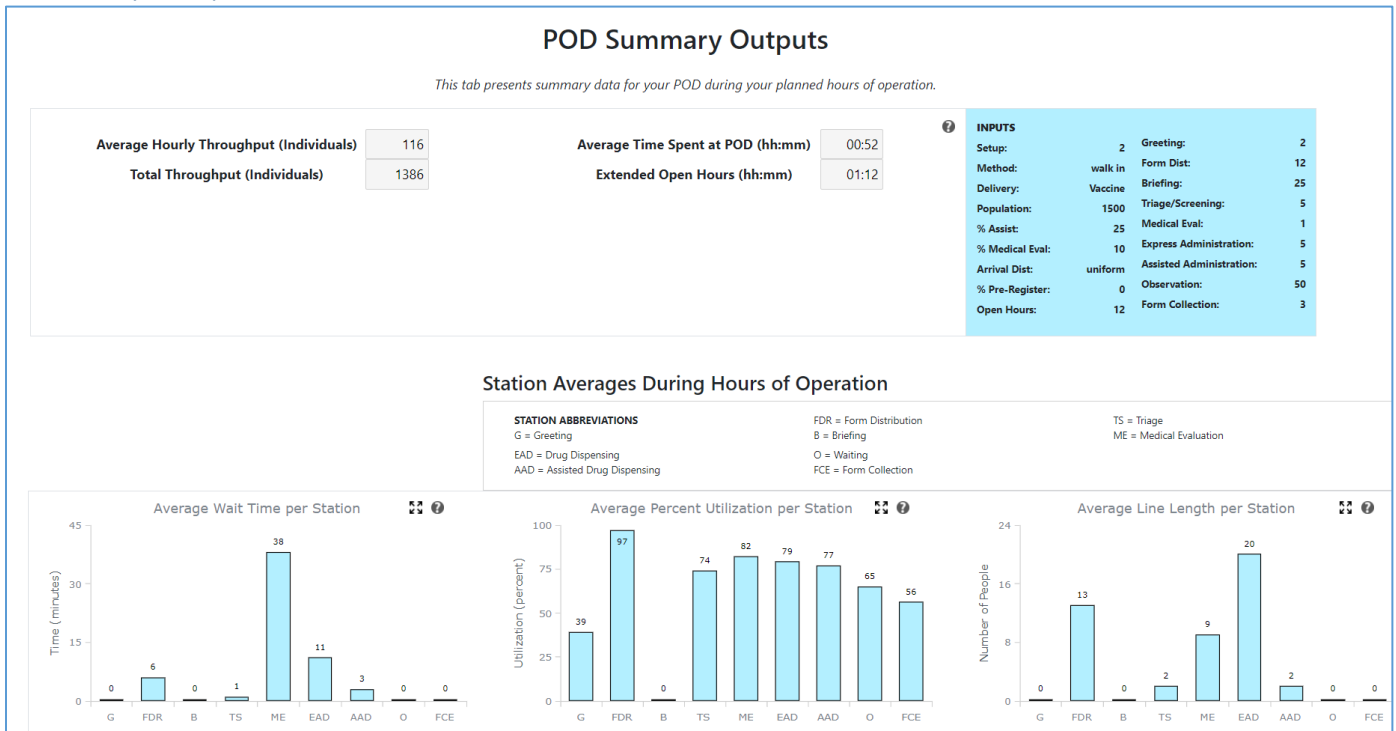 POD Summary Outputs
This tab presents summary data for your POD during your planned hours of operation.
Average Hourly Throughput (Individuals) 116
Total Throughput (Individuals) 1386
Average Time Spent at POD (hh:mm) 00:52
Extended Open Hours (hh:mm) 01:12
?
INPUTS
Setup: 2
Method: walk in
Delivery: Vaccine
Population: 1500
% Assist: 25
% Medical Eval: 10
Arrival Dist: uniform
% Pre-Register: 0
Open Hours: 12
Greeting: 2
Form Dist: 12
Briefing: 25
Triage/Screening: 5
Medical Eval: 1
Express Administration: 5
Assisted Administration: 5
Observation: 50
Form Collection: 3
Station Averages During Hours of Operation
STATION ABBREVIATIONS
G = Greeting
EAD = Drug Dispensing
AAD = Assisted Drug Dispensing
FDR = Form Distribution
B = Briefing
O = Waiting
FCE = Form Collection
TS = Triage
ME = Medical Evaluation
Average Wait Time per Station ?
Time (minutes)
45
30
15
0
0 6 0 1 38 11 3 0 0
G FDR B TS ME EAD AAD O FCE
Average Percent Utilization per Station ?
Utilization (percent)
100
75
50
25
0
39 97 0 74 82 79 77 65 56
G FDR B TS ME EAD AAD O FCE
Average Line Length per Station ?
Number of People
24
16
8
0
0 13 0 2 9 20 2 0 0
G FDR B TS ME EAD AAD O FCE